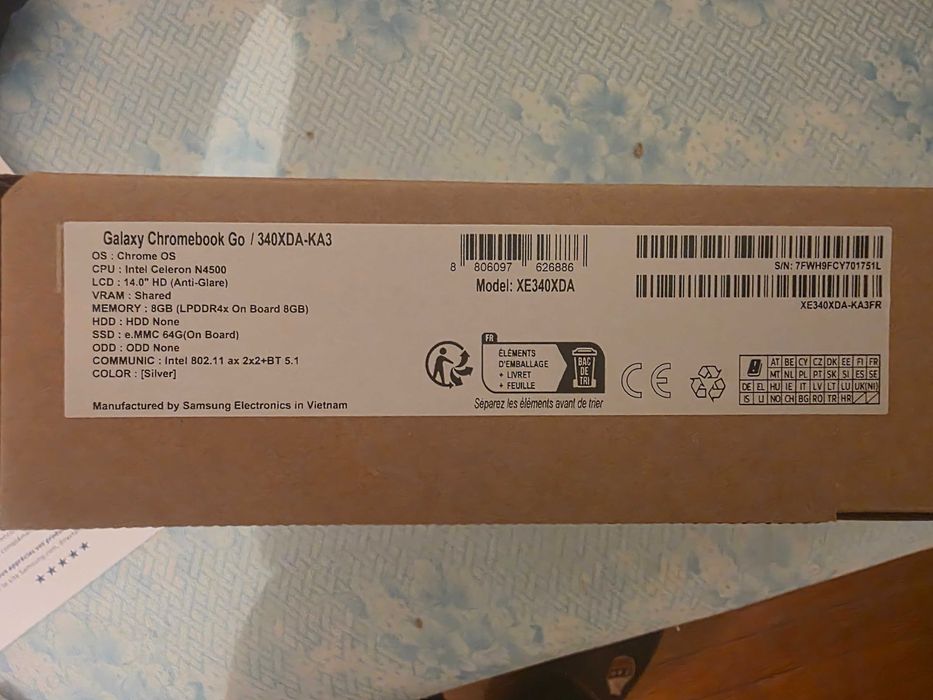 Galaxy Chromebook Go / 340XDA-KA3
OS : Chrome OS
CPU : Intel Celeron N4500
LCD : 14.0" HD (Anti-Glare)
VRAM : Shared
MEMORY : 8GB (LPDDR4x On Board 8GB)
HDD : HDD None
SSD : e.MMC 64G(On Board)
ODD : ODD None
COMMUNIC : Intel 802.11 ax 2x2+BT 5.1
COLOR : [Silver]
Manufactured by Samsung Electronics in Vietnam
8 806097 626886
Model: XE340XDA
FR
ÉLÉMENTS
D'EMBALLAGE
+ LIVRET
+ FEUILLE
BAC
DE
TRI
Séparez les éléments avant de trier
CE
S/N: 7FWH9FCY701751L
XE340XDA-KA3FR
AT BE CY CZ DK EE FI FR
MT NL PL PT SK SI ES SE
DE EL HU IE IT LV LT LU UK(NI)
IS LI NO CH BG RO TR HR